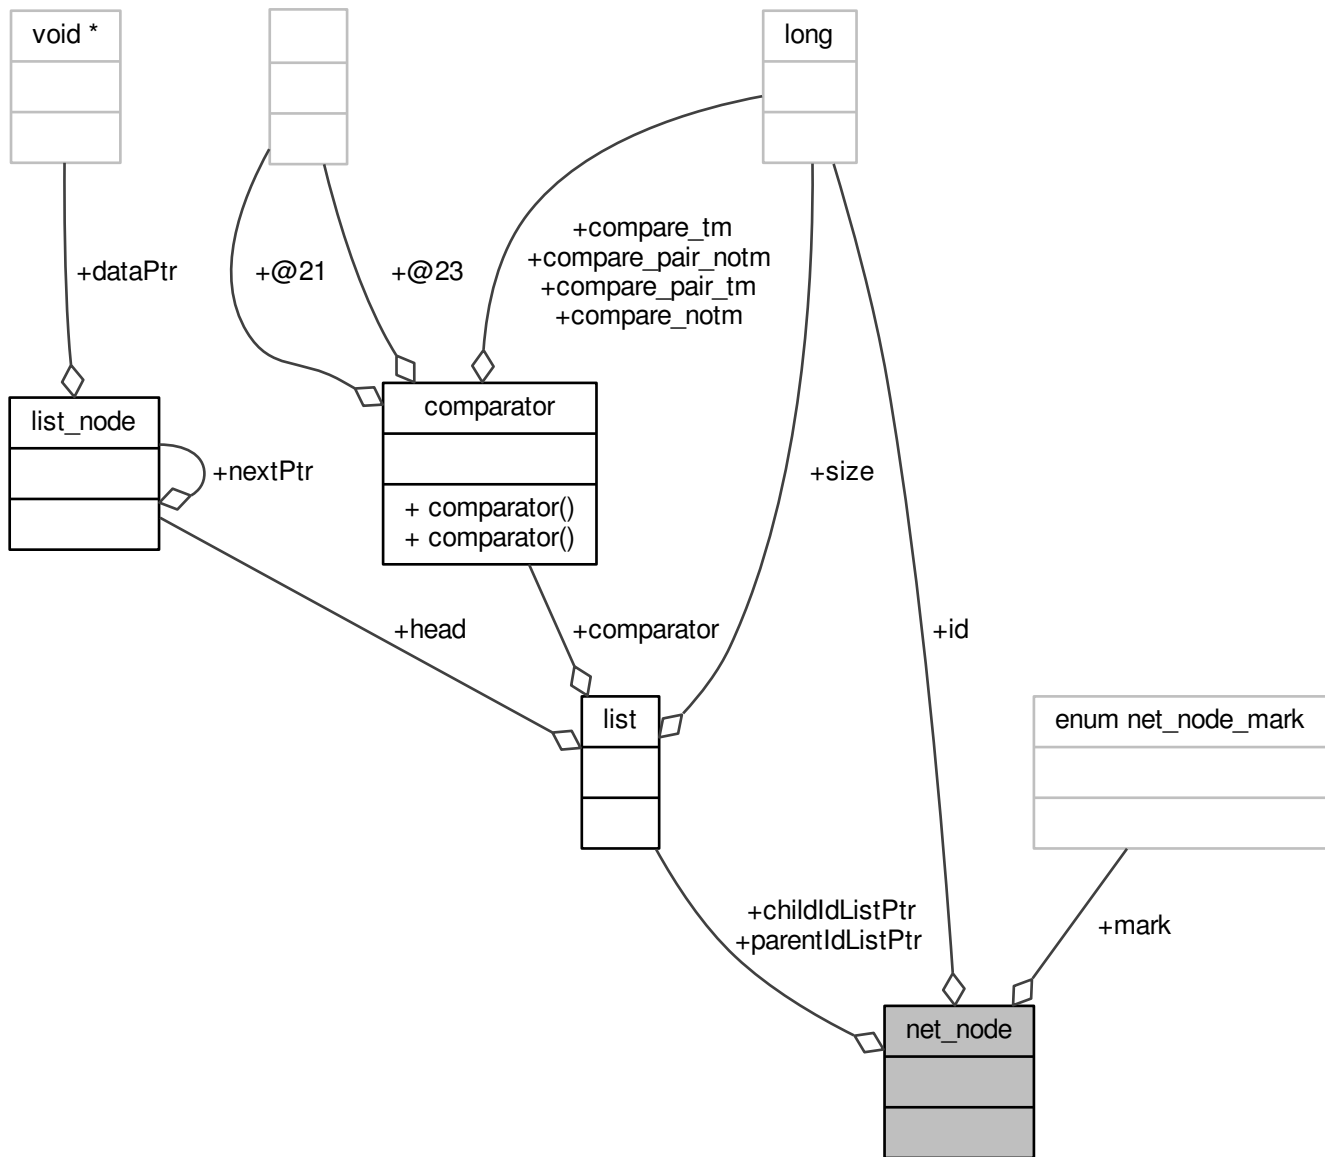 void *
long
+compare_tm
+compare_pair_notm
+compare_pair_tm
+compare_notm
+dataPtr
+@21
+@23
list_node
comparator
+nextPtr
+size
+ comparator()
+ comparator()
+head
+comparator
+id
list
enum net_node_mark
+childIdListPtr
+parentIdListPtr
+mark
net_node